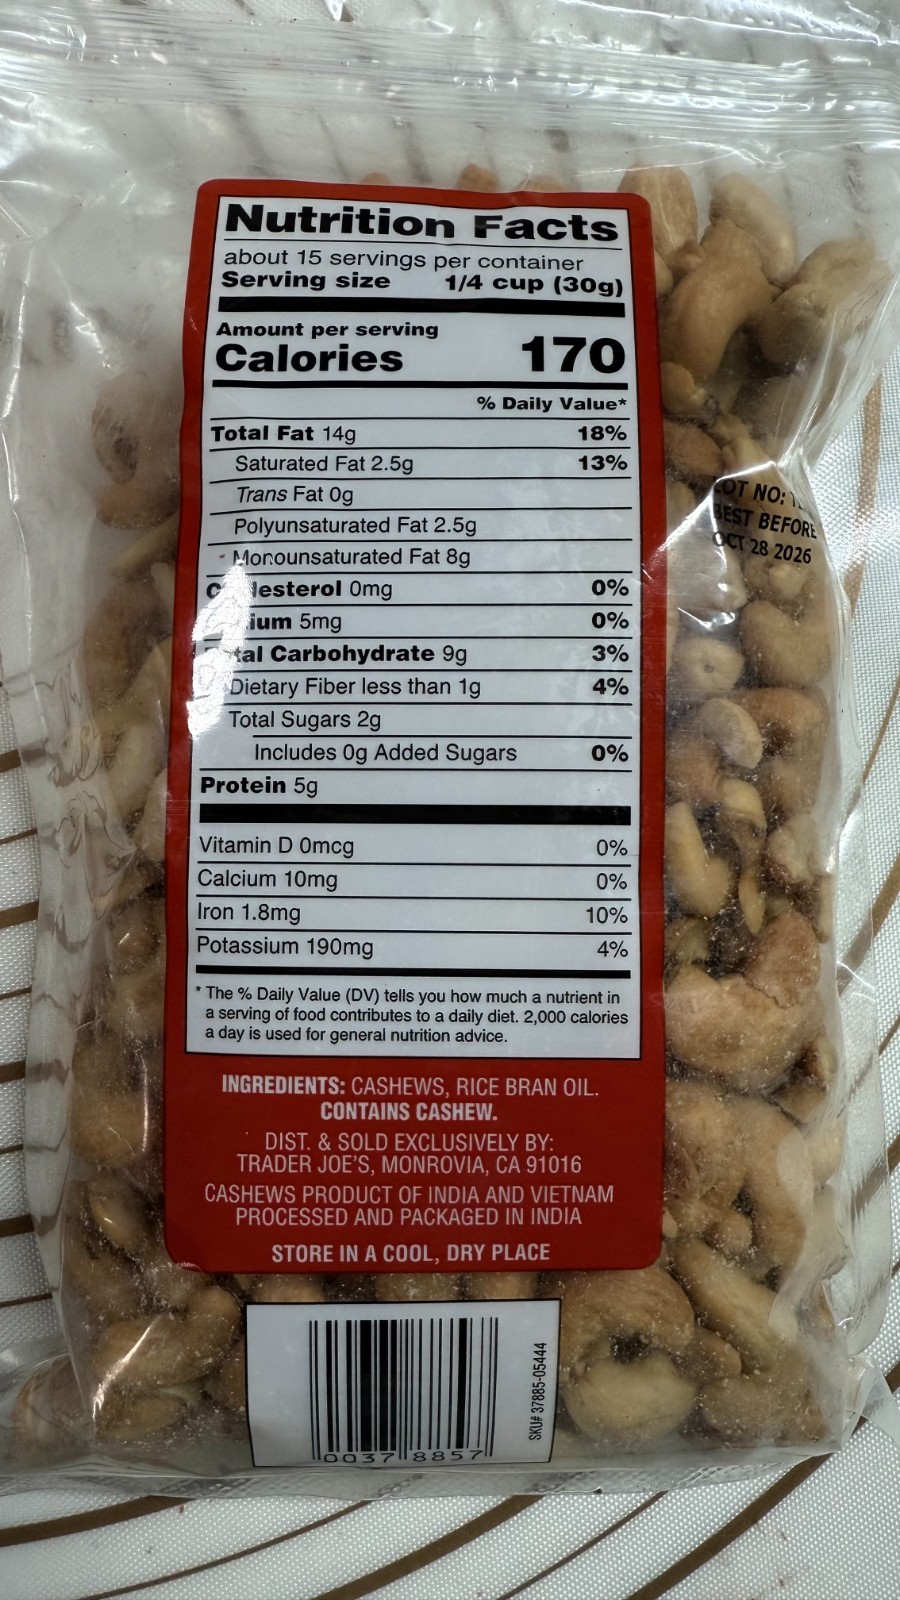 Nutrition Facts
about 15 servings per container
Serving size 1/4 cup (30g)
Amount per serving
Calories 170
% Daily Value*
Total Fat 14g 18%
Saturated Fat 2.5g 13%
Trans Fat 0g
Polyunsaturated Fat 2.5g
Monounsaturated Fat 8g
Cholesterol 0mg 0%
5mg 0%
Total Carbohydrate 9g 3%
Dietary Fiber less than 1g 4%
Total Sugars 2g
Includes 0g Added Sugars 0%
Protein 5g
Vitamin D 0mcg 0%
Calcium 10mg 0%
Iron 1.8mg 10%
Potassium 190mg 4%
* The % Daily Value (DV) tells you how much a nutrient in
a serving of food contributes to a daily diet. 2,000 calories
a day is used for general nutrition advice.
INGREDIENTS: CASHEWS, RICE BRAN OIL.
CONTAINS CASHEW.
DIST. & SOLD EXCLUSIVELY BY:
TRADER JOE'S, MONROVIA, CA 91016
CASHEWS PRODUCT OF INDIA AND VIETNAM
PROCESSED AND PACKAGED IN INDIA
STORE IN A COOL, DRY PLACE
0037 8857
SKU# 37885-05444
LOT NO:
BEST BEFORE
OCT 28 2026